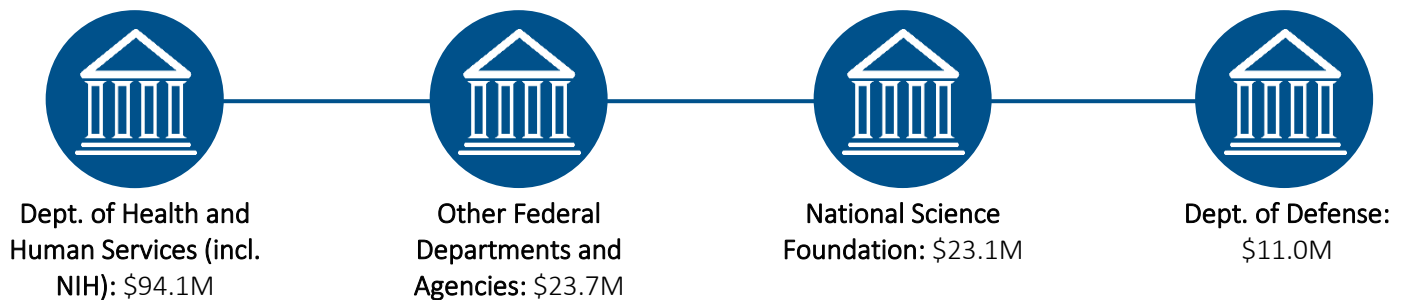 Dept. of Health and
Human Services (incl.
NIH): $94.1M
Other Federal
Departments and
Agencies: $23.7M
National Science
Foundation: $23.1M
Dept. of Defense:
$11.0M